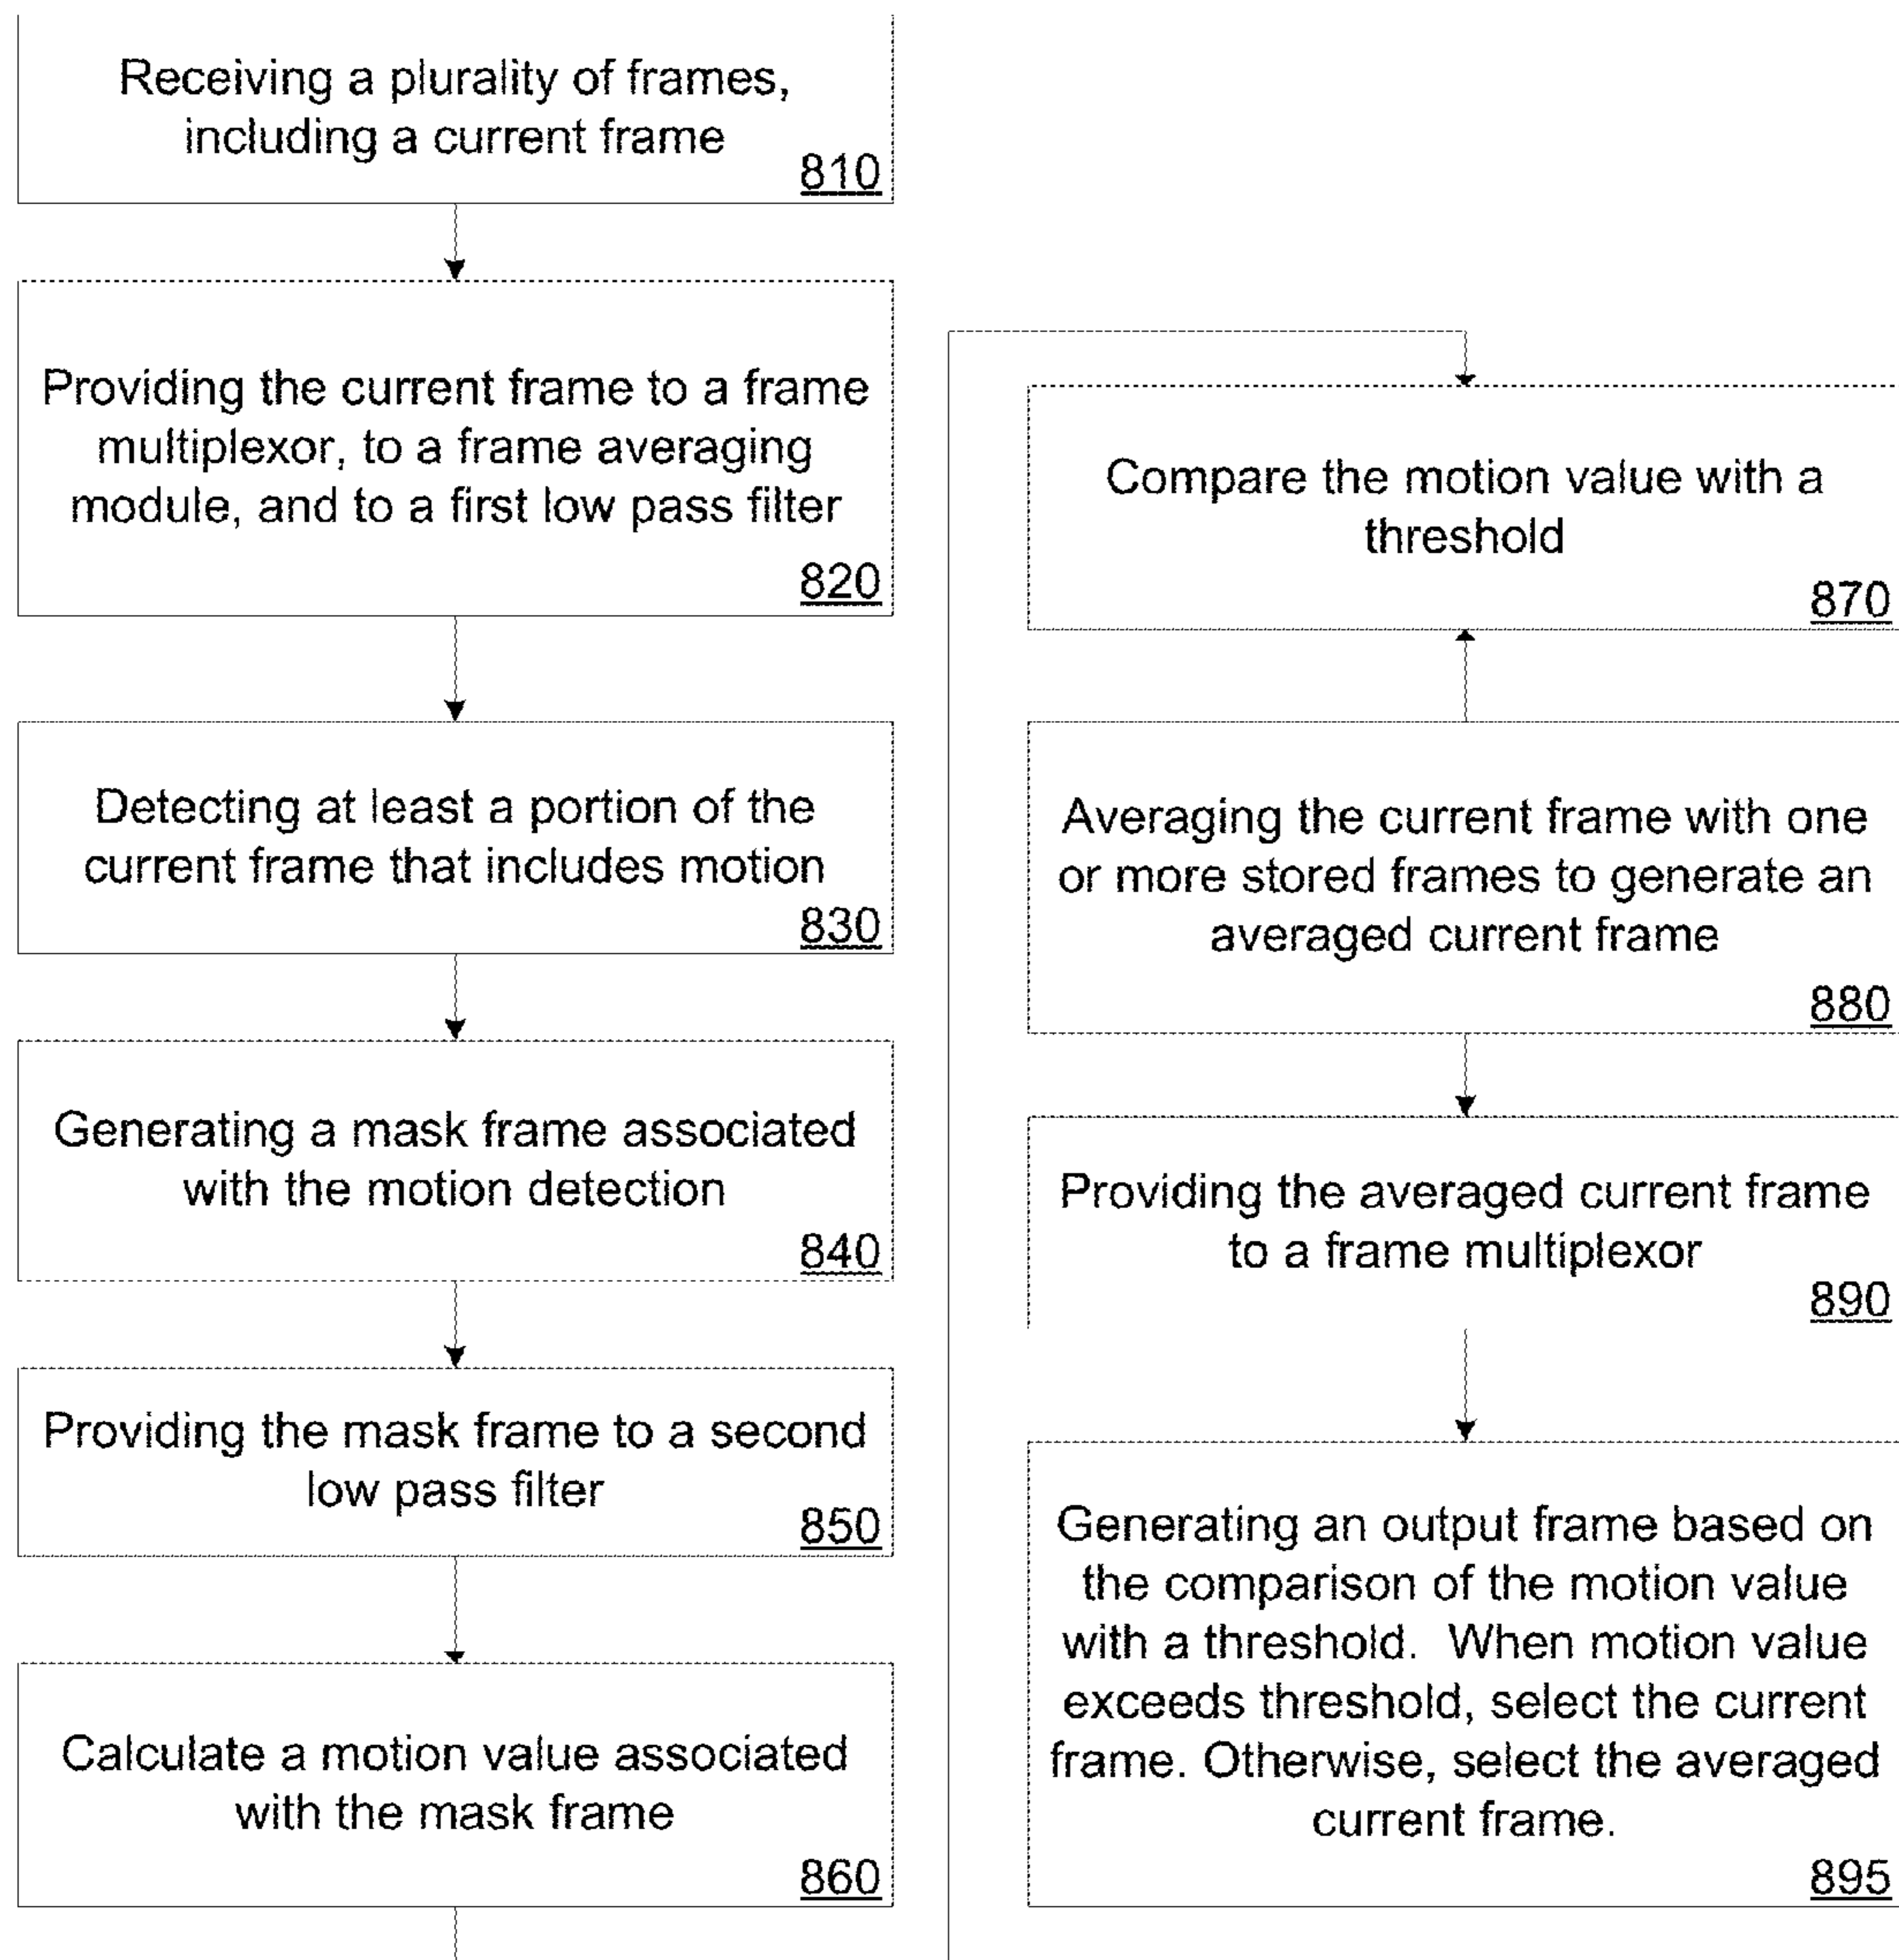 Receiving a plurality of frames,
including a current frame
810
Providing the current frame to a frame
multiplexor, to a frame averaging
module, and to a first low pass filter
820
Detecting at least a portion of the
current frame that includes motion
830
Generating a mask frame associated
with the motion detection
840
Providing the mask frame to a second
low pass filter
850
Calculate a motion value associated
with the mask frame
860
Compare the motion value with a
threshold
870
Averaging the current frame with one
or more stored frames to generate an
averaged current frame
880
Providing the averaged current frame
to a frame multiplexor
890
Generating an output frame based on
the comparison of the motion value
with a threshold.  When motion value
exceeds threshold, select the current
frame. Otherwise, select the averaged
current frame.
895